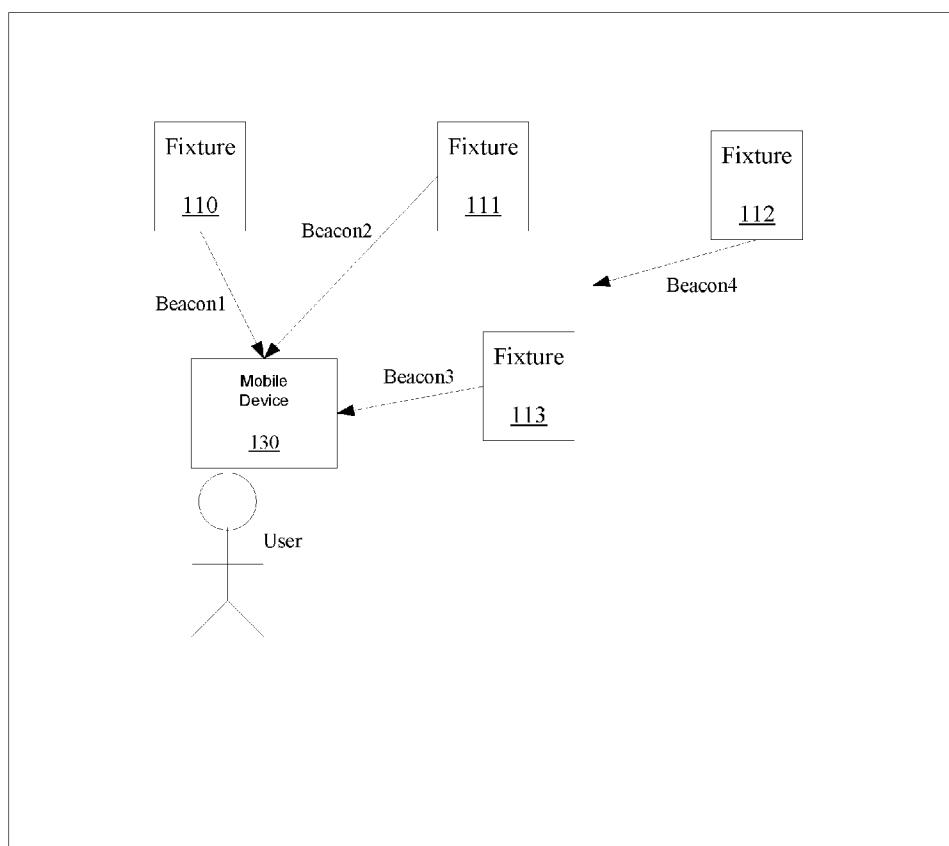 Fixture
110
Fixture
111
Fixture
112
Beacon2
Beacon4
Beacon1
Fixture
113
Beacon3
Mobile
Device
130
User